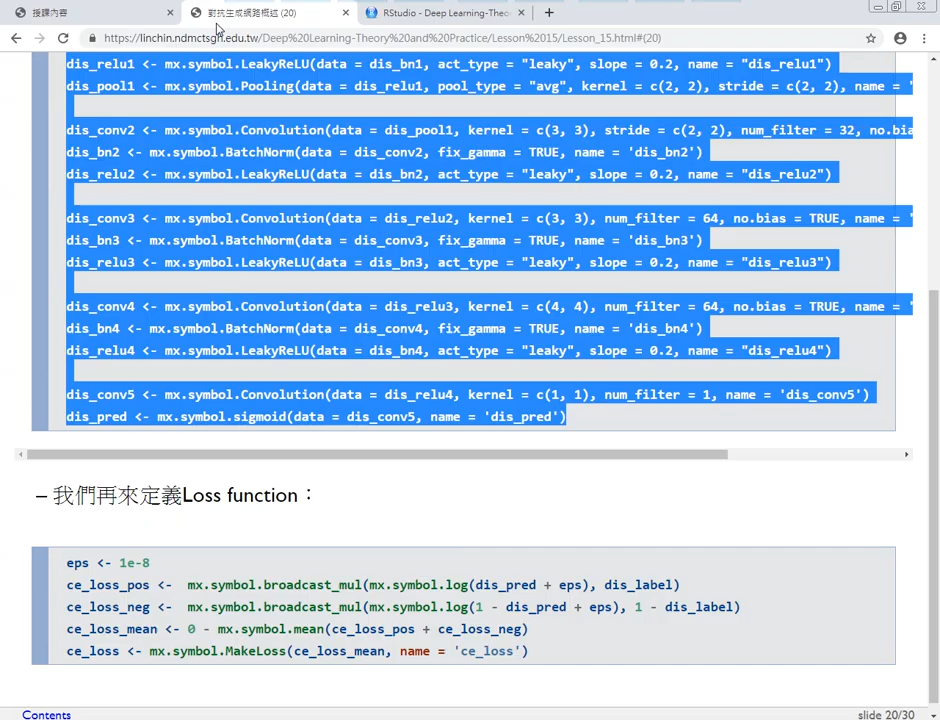 授課內容
對抗生成網路概述 (20)
RStudio - Deep Learning-Theo
https://linchin.ndmctsgh.edu.tw/Deep%20Learning-Theory%20and%20Practice/Lesson%2015/Lesson_15.html#(20)
dis_relu1 <- mx.symbol.LeakyReLU(data = dis_bn1, act_type = "leaky", slope = 0.2, name = "dis_relu1")
dis_pool1 <- mx.symbol.Pooling(data = dis_relu1, pool_type = "avg", kernel = c(2, 2), stride = c(2, 2), name = '
dis_conv2 <- mx.symbol.Convolution(data = dis_pool1, kernel = c(3, 3), stride = c(2, 2), num_filter = 32, no.bia
dis_bn2 <- mx.symbol.BatchNorm(data = dis_conv2, fix_gamma = TRUE, name = 'dis_bn2')
dis_relu2 <- mx.symbol.LeakyReLU(data = dis_bn2, act_type = "leaky", slope = 0.2, name = "dis_relu2")
dis_conv3 <- mx.symbol.Convolution(data = dis_relu2, kernel = c(3, 3), num_filter = 64, no.bias = TRUE, name = '
dis_bn3 <- mx.symbol.BatchNorm(data = dis_conv3, fix_gamma = TRUE, name = 'dis_bn3')
dis_relu3 <- mx.symbol.LeakyReLU(data = dis_bn3, act_type = "leaky", slope = 0.2, name = "dis_relu3")
dis_conv4 <- mx.symbol.Convolution(data = dis_relu3, kernel = c(4, 4), num_filter = 64, no.bias = TRUE, name = '
dis_bn4 <- mx.symbol.BatchNorm(data = dis_conv4, fix_gamma = TRUE, name = 'dis_bn4')
dis_relu4 <- mx.symbol.LeakyReLU(data = dis_bn4, act_type = "leaky", slope = 0.2, name = "dis_relu4")
dis_conv5 <- mx.symbol.Convolution(data = dis_relu4, kernel = c(1, 1), num_filter = 1, name = 'dis_conv5')
dis_pred <- mx.symbol.sigmoid(data = dis_conv5, name = 'dis_pred')
– 我們再來定義Loss function：
eps <- 1e-8
ce_loss_pos <-  mx.symbol.broadcast_mul(mx.symbol.log(dis_pred + eps), dis_label)
ce_loss_neg <-  mx.symbol.broadcast_mul(mx.symbol.log(1 - dis_pred + eps), 1 - dis_label)
ce_loss_mean <- 0 - mx.symbol.mean(ce_loss_pos + ce_loss_neg)
ce_loss <- mx.symbol.MakeLoss(ce_loss_mean, name = 'ce_loss')
Contents
slide 20/30